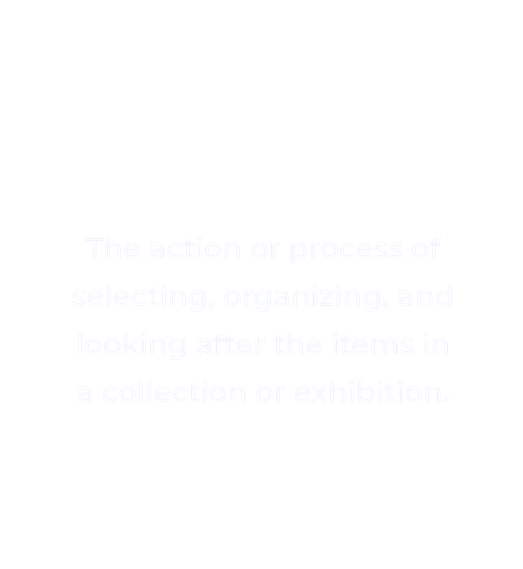 The action or process of
selecting, organizing, and
looking after the items in
a collection or exhibition.